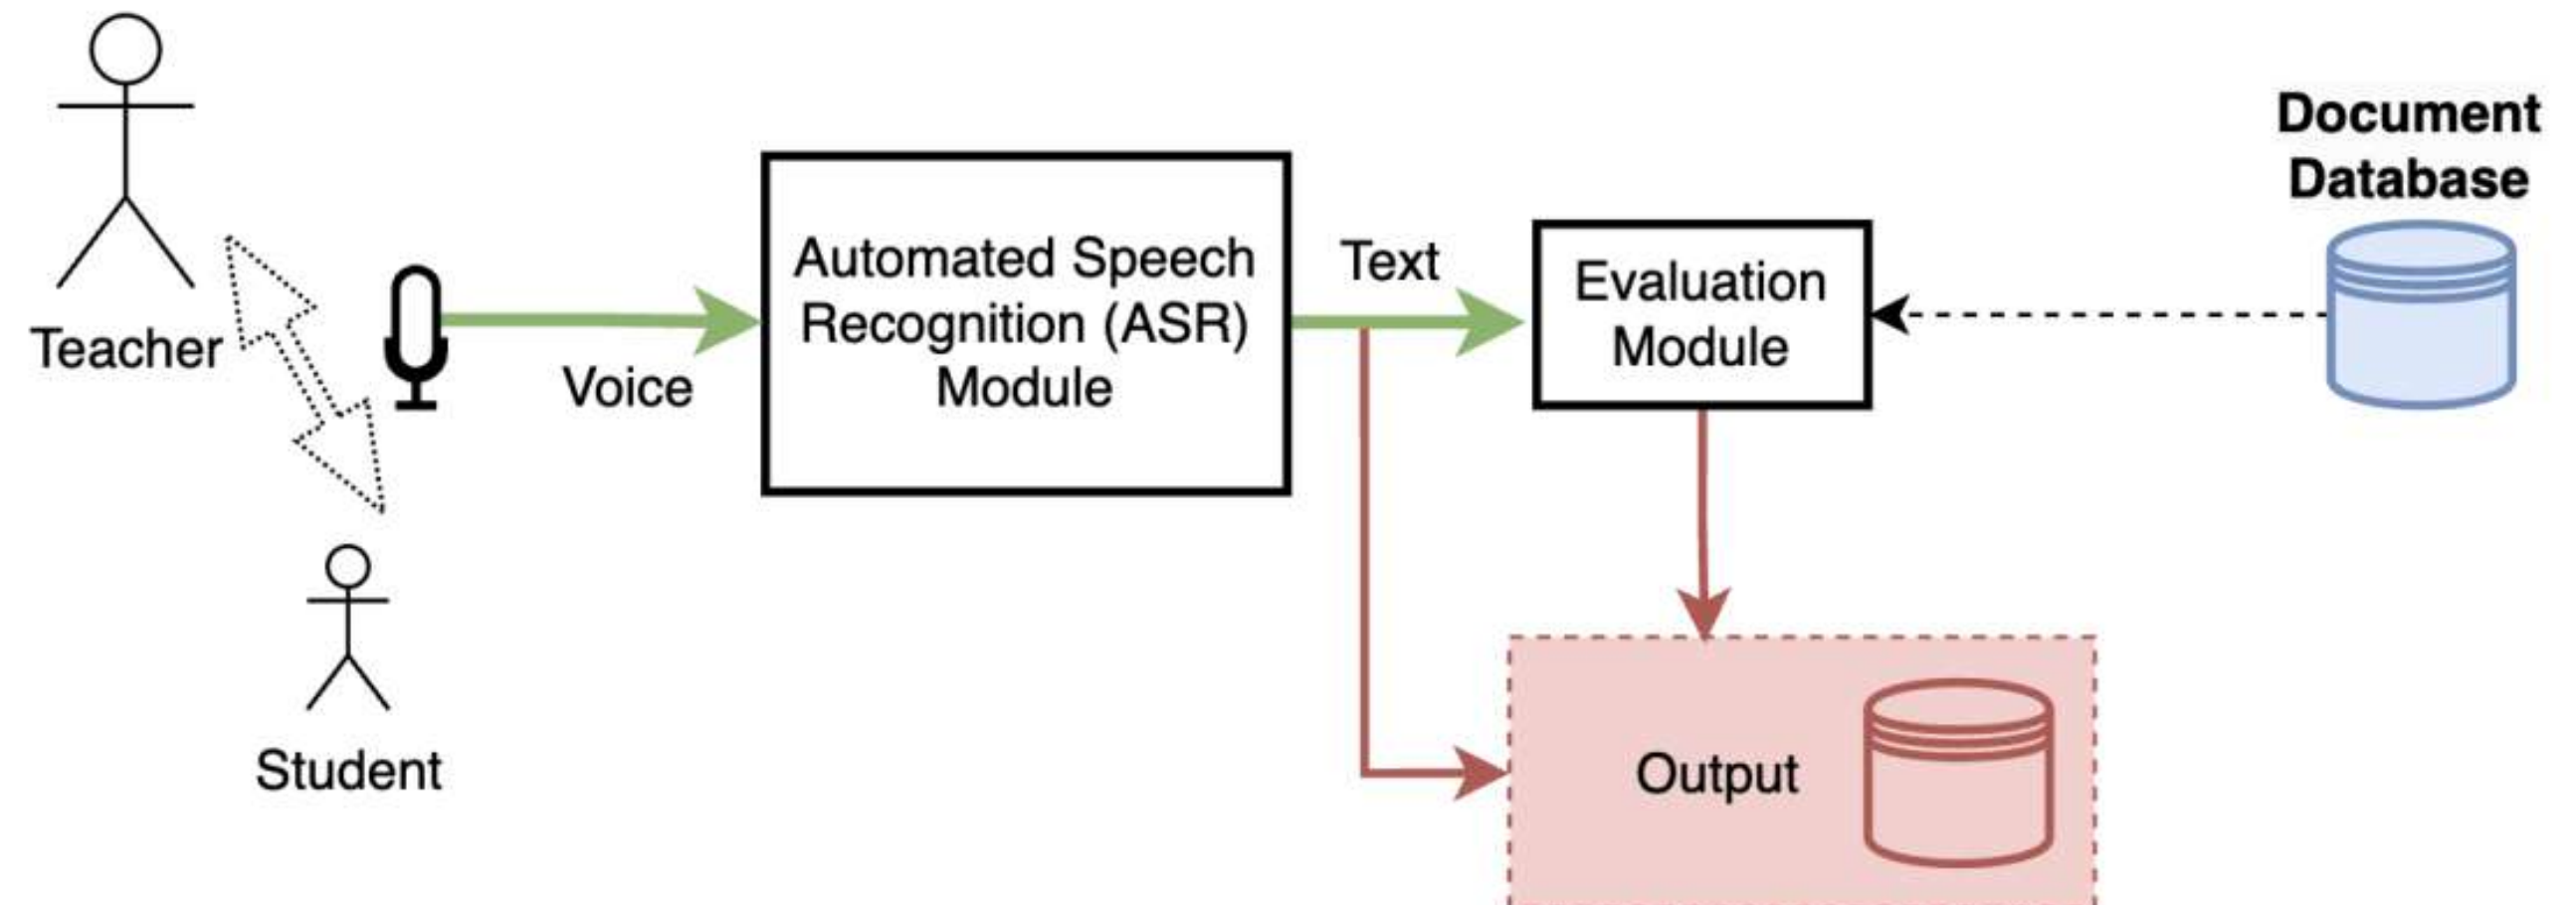 Teacher
Student
Voice
Automated Speech
Recognition (ASR)
Module
Text
Evaluation
Module
Document
Database
Output